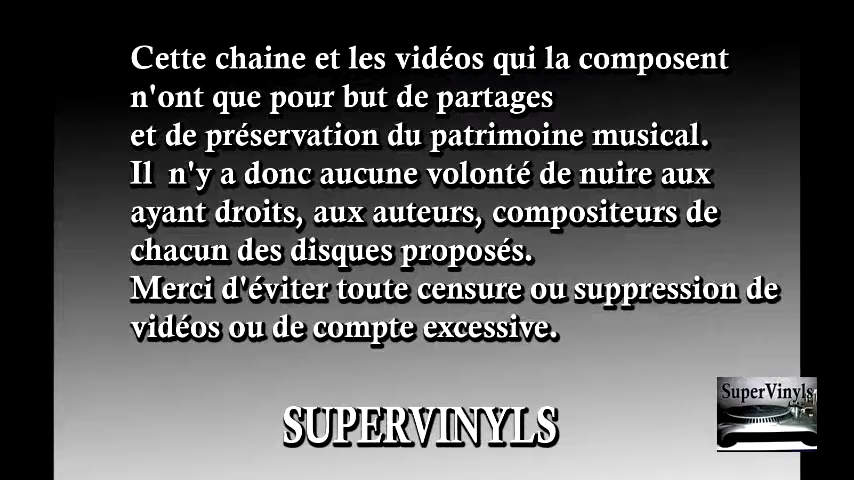 Cette chaine et les vidéos qui la composent
n'ont que pour but de partages
et de préservation du patrimoine musical.
Il n'y a donc aucune volonté de nuire aux
ayant droits, aux auteurs, compositeurs de
chacun des disques proposés.
Merci d'éviter toute censure ou suppression de
vidéos ou de compte excessive.
SUPERVINYLS
SuperVinyls